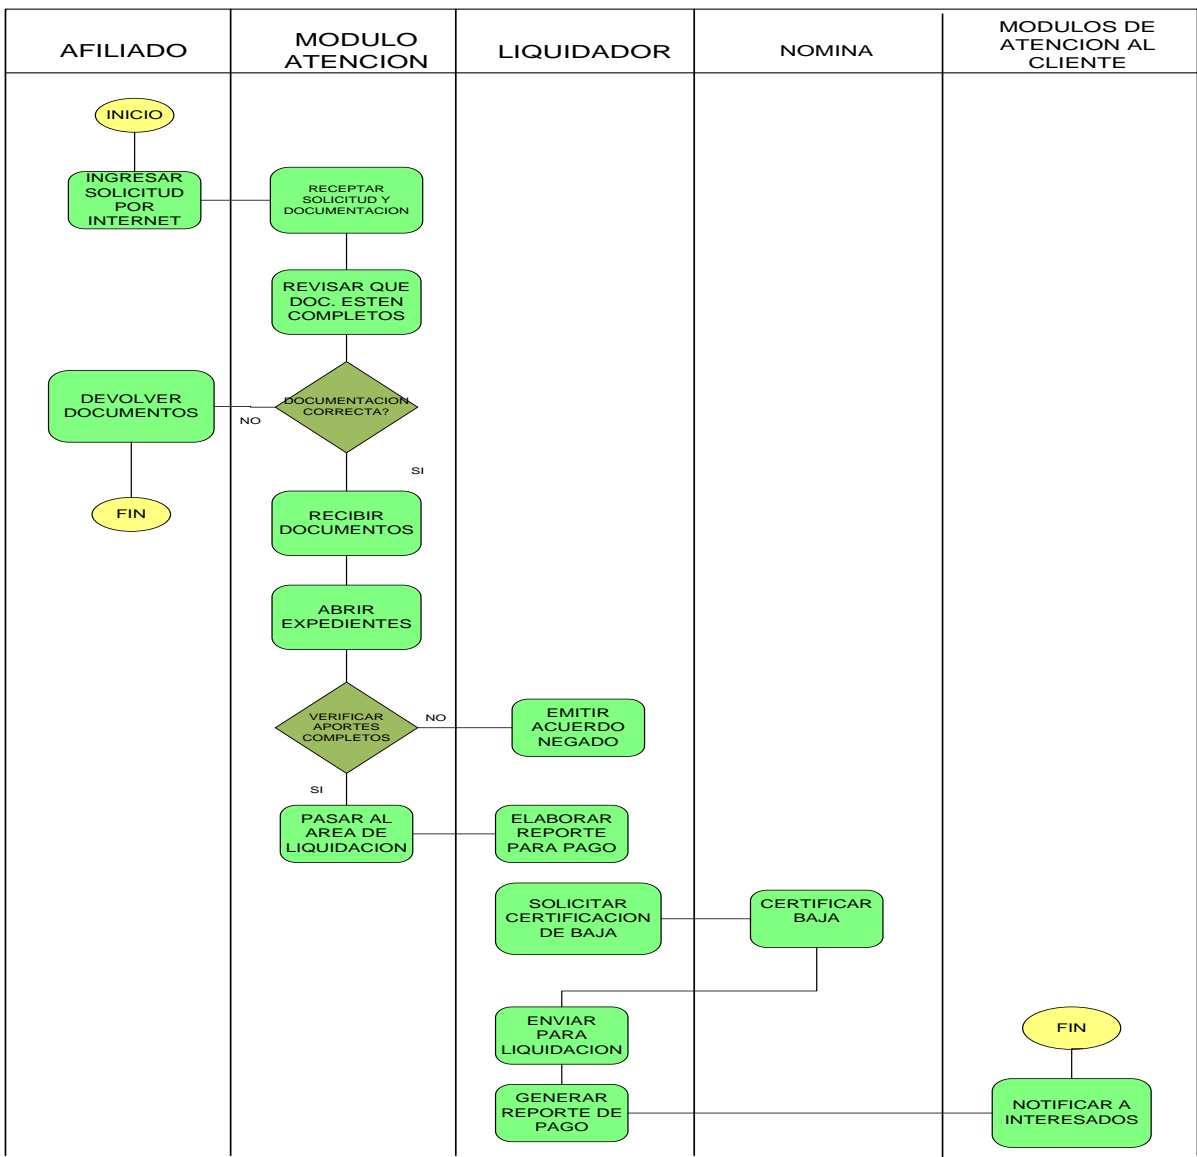 AFILIADO
MODULO
ATENCION
LIQUIDADOR
NOMINA
MODULOS DE
ATENCION AL
CLIENTE
INICIO
INGRESAR
SOLICITUD
POR
INTERNET
RECEPTAR
SOLICITUD Y
DOCUMENTACION
REVISAR QUE
DOC. ESTEN
COMPLETOS
DOCUMENTACION
CORRECTA?
NO
DEVOLVER
DOCUMENTOS
FIN
SI
RECIBIR
DOCUMENTOS
ABRIR
EXPEDIENTES
VERIFICAR
APORTES
COMPLETOS
NO
EMITIR
ACUERDO
NEGADO
SI
PASAR AL
AREA DE
LIQUIDACION
ELABORAR
REPORTE
PARA PAGO
SOLICITAR
CERTIFICACION
DE BAJA
CERTIFICAR
BAJA
ENVIAR
PARA
LIQUIDACION
GENERAR
REPORTE DE
PAGO
NOTIFICAR A
INTERESADOS
FIN